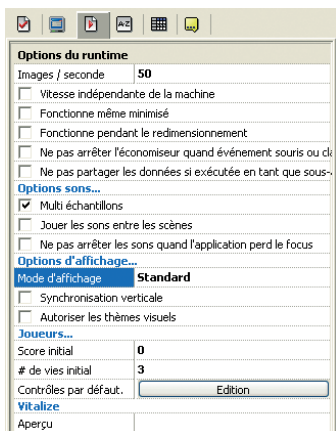 A-Z
Options du runtime
Images / seconde 50
Vitesse indépendante de la machine
Fonctionne même minimisé
Fonctionne pendant le redimensionnement
Ne pas arrêter l'économiseur quand événement souris ou cla
Ne pas partager les données si exécutée en tant que sous-
Options sons...
Multi échantillons
Jouer les sons entre les scènes
Ne pas arrêter les sons quand l'application perd le focus
Options d'affichage...
Mode d'affichage Standard
Synchronisation verticale
Autoriser les thèmes visuels
Joueurs...
Score initial 0
# de vies initial 3
Contrôles par défaut. Edition
Vitalize
Aperçu